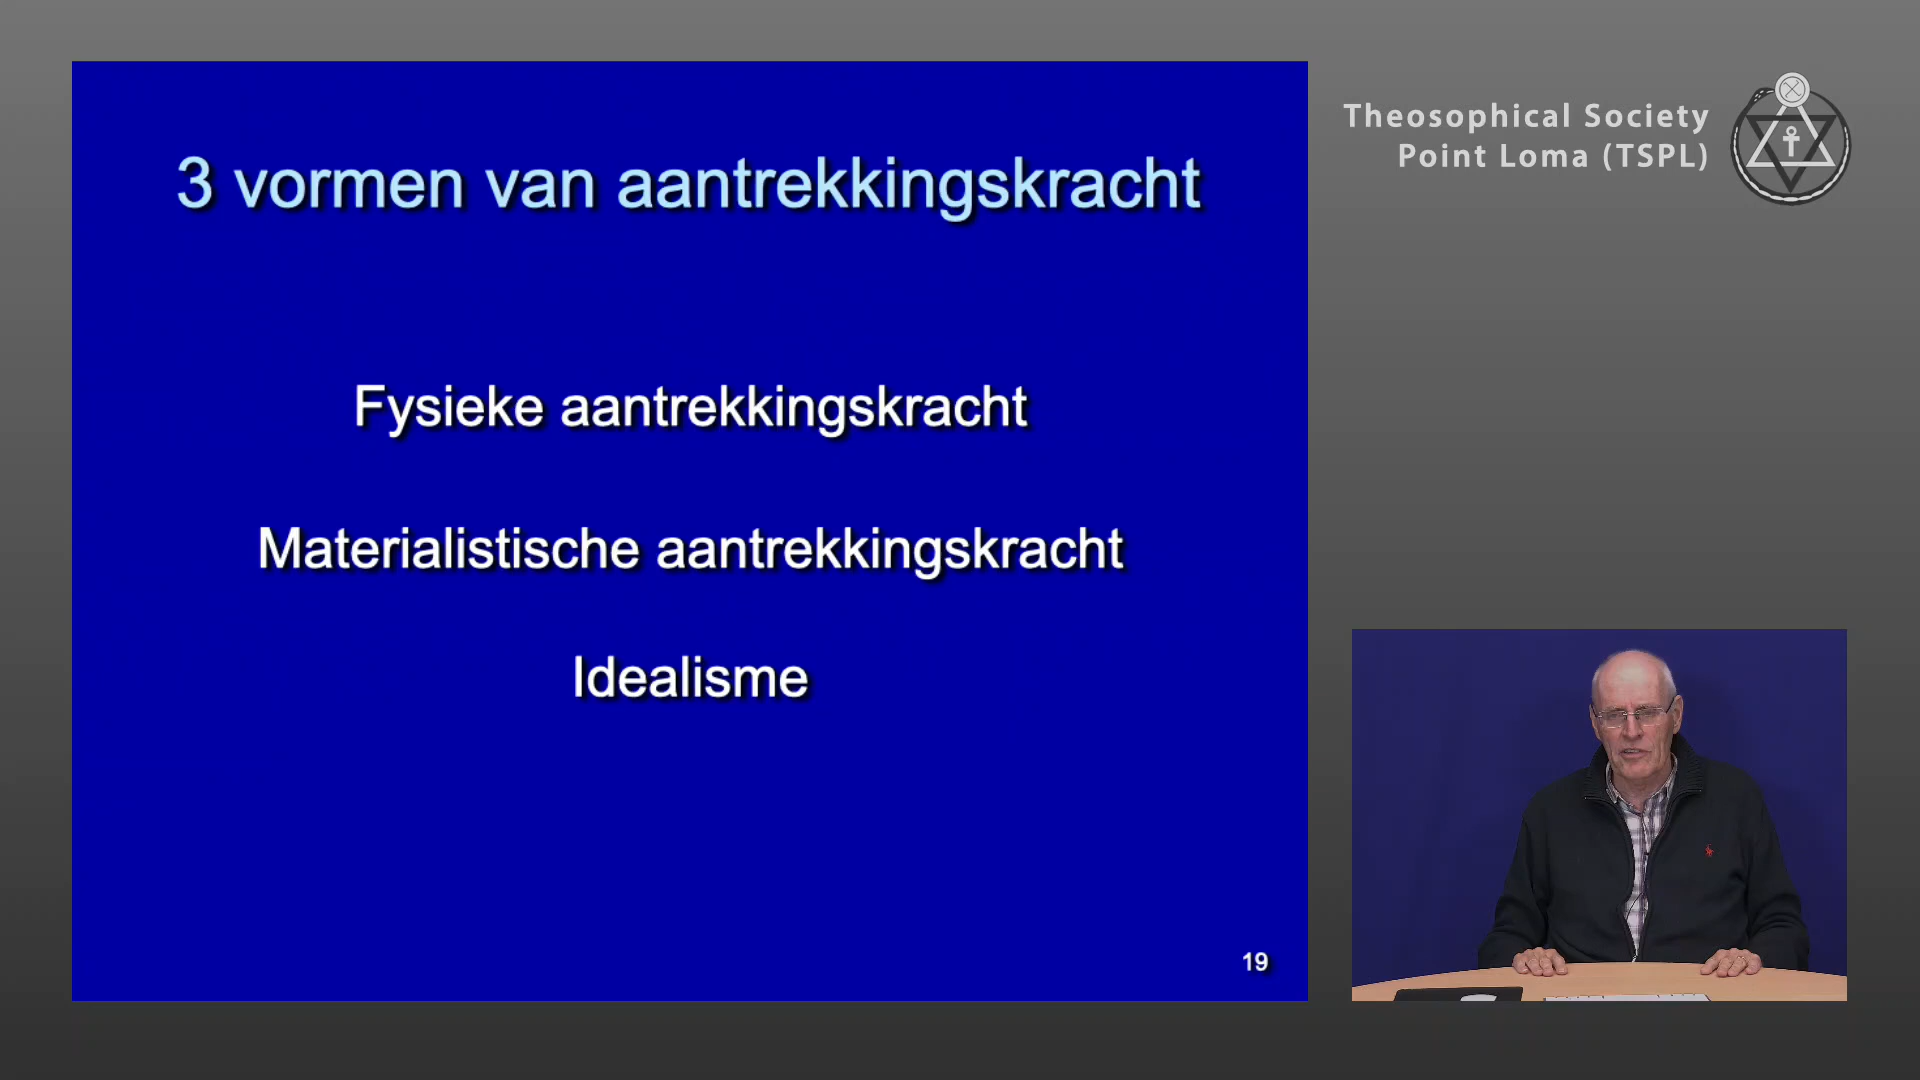 3 vormen van aantrekkingskracht
Fysieke aantrekkingskracht
Materialistische aantrekkingskracht
Idealisme
19
Theosophical Society
Point Loma (TSPL)